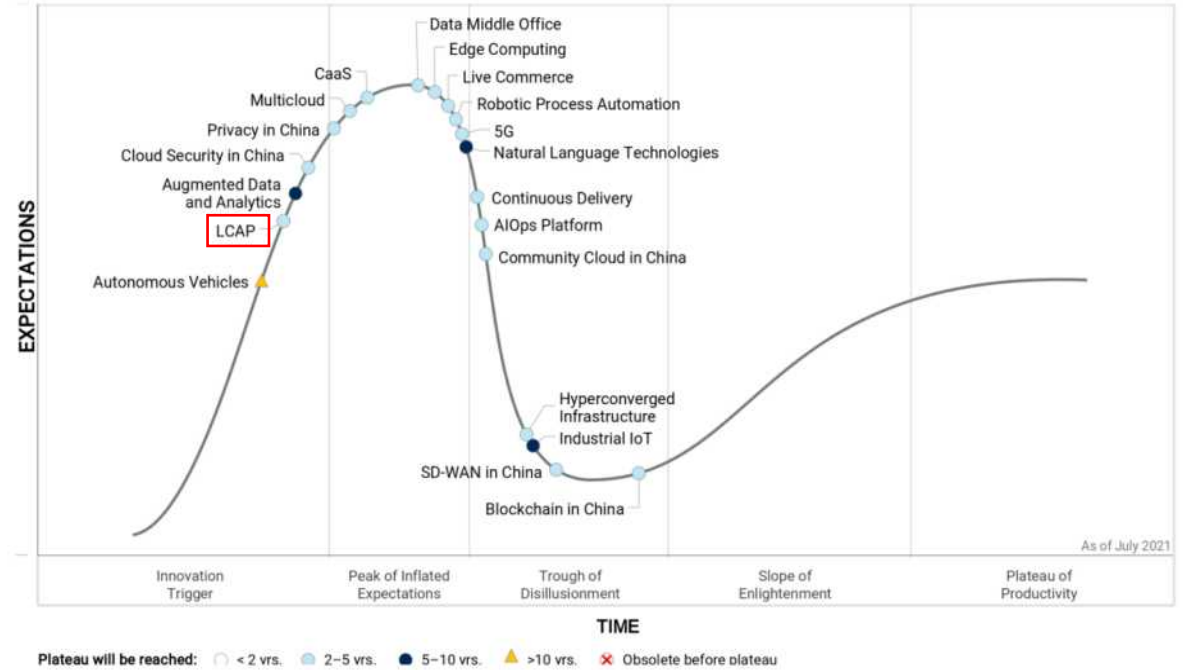 Data Middle Office
Edge Computing
CaaS
Live Commerce
Multicloud
Robotic Process Automation
Privacy in China
5G
Natural Language Technologies
Cloud Security in China
Augmented Data
and Analytics
Continuous Delivery
LCAP
AIOps Platform
Community Cloud in China
Autonomous Vehicles
EXPECTATIONS
Hyperconverged
Infrastructure
Industrial IoT
SD-WAN in China
Blockchain in China
As of July 2021
Innovation
Trigger
Peak of Inflated
Expectations
Trough of
Disillusionment
Slope of
Enlightenment
Plateau of
Productivity
TIME
Plateau will be reached: < 2 yrs. 2–5 yrs. 5–10 yrs. >10 yrs. Obsolete before plateau